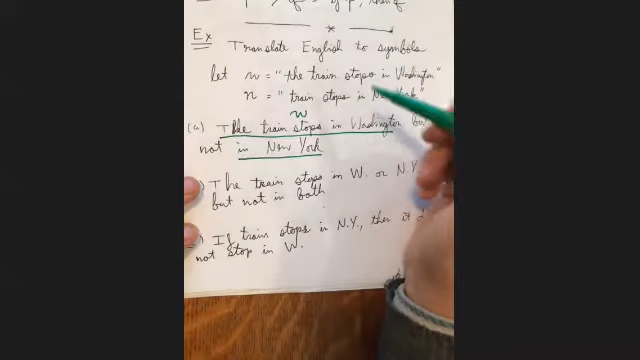 Ex Translate English to symbols
let w = "the train stops in Washington"
n = "train stops in New York"
w
(a) The train stops in Washington
not in New York
) The train stops in W. or N.Y.
but not in both
) If train stops in N.Y., then it
not stop in W.